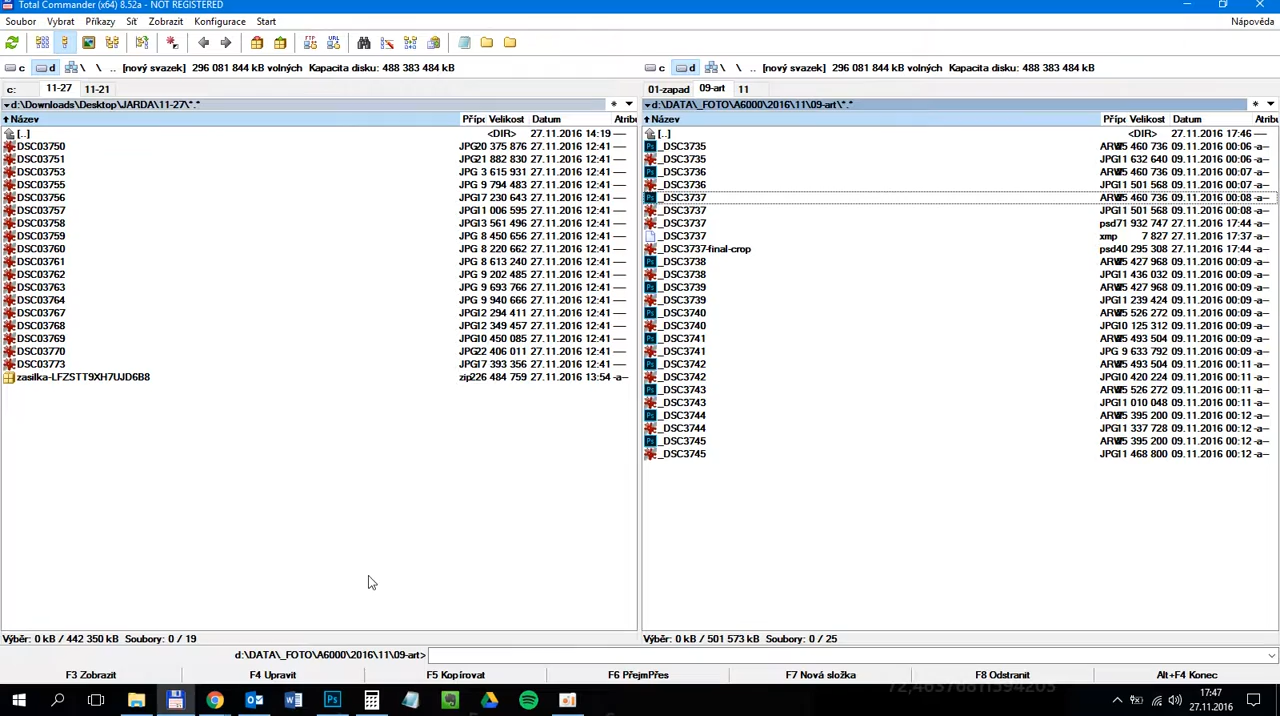 Total Commander (x64) 8.52a - NOT REGISTERED
Soubor Vybrat Příkazy Síť Zobrazit Konfigurace Start Nápověda
FTP URL
c d \ .. [nový svazek] 296 081 844 kB volných Kapacita disku: 488 383 484 kB
c d \ .. [nový svazek] 296 081 844 kB volných Kapacita disku: 488 383 484 kB
c: 11-27 11-21
01-zapad 09-art 11
d:\Downloads\Desktop\JARDA\11-27\*.* * 
d:\DATA\_FOTO\A6000\2016\11\09-art\*.* *
Název Přípo Velikost Datum Atribu
[..] <DIR> 27.11.2016 14:19 ----
DSC03750 JPG 20 375 876 27.11.2016 12:41 ----
DSC03751 JPG 21 882 830 27.11.2016 12:41 ----
DSC03753 JPG 3 615 931 27.11.2016 12:41 ----
DSC03755 JPG 9 794 483 27.11.2016 12:41 ----
DSC03756 JPG 17 230 643 27.11.2016 12:41 ----
DSC03757 JPG 11 006 595 27.11.2016 12:41 ----
DSC03758 JPG 13 561 496 27.11.2016 12:41 ----
DSC03759 JPG 8 450 656 27.11.2016 12:41 ----
DSC03760 JPG 8 220 662 27.11.2016 12:41 ----
DSC03761 JPG 8 613 240 27.11.2016 12:41 ----
DSC03762 JPG 9 202 485 27.11.2016 12:41 ----
DSC03763 JPG 9 693 766 27.11.2016 12:41 ----
DSC03764 JPG 9 940 666 27.11.2016 12:41 ----
DSC03767 JPG 12 294 411 27.11.2016 12:41 ----
DSC03768 JPG 12 349 457 27.11.2016 12:41 ----
DSC03769 JPG 10 450 085 27.11.2016 12:41 ----
DSC03770 JPG 22 406 011 27.11.2016 12:41 ----
DSC03773 JPG 17 393 356 27.11.2016 12:41 ----
zasilka-LFZSTT9XH7UJD6B8 zip 226 484 759 27.11.2016 13:54 -a--
Výběr: 0 kB / 442 350 kB Soubory: 0 / 19
Název Přípo Velikost Datum Atribu
[..] <DIR> 27.11.2016 17:46 ----
_DSC3735 ARW 5 460 736 09.11.2016 00:06 -a--
_DSC3735 JPG 11 632 640 09.11.2016 00:06 -a--
_DSC3736 ARW 5 460 736 09.11.2016 00:07 -a--
_DSC3736 JPG 11 501 568 09.11.2016 00:07 -a--
_DSC3737 ARW 5 460 736 09.11.2016 00:08 -a--
_DSC3737 JPG 11 501 568 09.11.2016 00:08 -a--
_DSC3737 psd 71 932 747 27.11.2016 17:44 -a--
_DSC3737 xmp 7 827 27.11.2016 17:37 -a--
_DSC3737-final-crop psd 40 295 308 27.11.2016 17:44 -a--
_DSC3738 ARW 5 427 968 09.11.2016 00:09 -a--
_DSC3738 JPG 11 436 032 09.11.2016 00:09 -a--
_DSC3739 ARW 5 427 968 09.11.2016 00:09 -a--
_DSC3739 JPG 11 239 424 09.11.2016 00:09 -a--
_DSC3740 ARW 5 526 272 09.11.2016 00:10 -a--
_DSC3740 JPG 10 125 312 09.11.2016 00:10 -a--
_DSC3741 ARW 5 493 504 09.11.2016 00:11 -a--
_DSC3741 JPG 9 633 792 09.11.2016 00:11 -a--
_DSC3742 ARW 5 493 504 09.11.2016 00:11 -a--
_DSC3742 JPG 10 420 224 09.11.2016 00:11 -a--
_DSC3743 ARW 5 526 272 09.11.2016 00:11 -a--
_DSC3743 JPG 11 010 048 09.11.2016 00:11 -a--
_DSC3744 ARW 5 395 200 09.11.2016 00:12 -a--
_DSC3744 JPG 11 337 728 09.11.2016 00:12 -a--
_DSC3745 ARW 5 395 200 09.11.2016 00:12 -a--
_DSC3745 JPG 11 468 800 09.11.2016 00:12 -a--
Výběr: 0 kB / 501 573 kB Soubory: 0 / 25
d:\DATA\_FOTO\A6000\2016\11\09-art>
F3 Zobrazit F4 Upravit F5 Kopírovat F6 PřejmPřes F7 Nová složka F8 Odstranit Alt+F4 Konec
72,46376811594203
17:47
27.11.2016